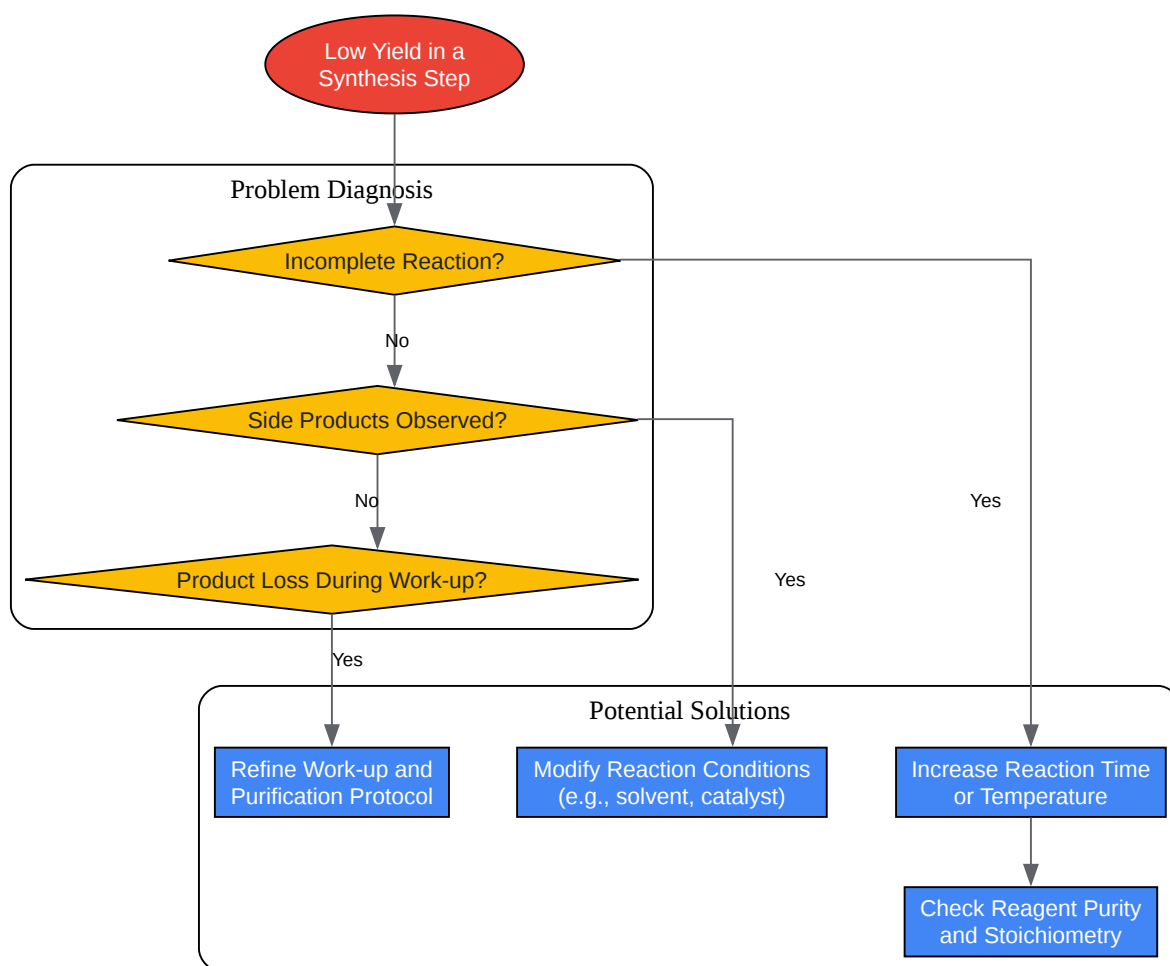 Low Yield in a
Synthesis Step
Problem Diagnosis
Incomplete Reaction?
No
Side Products Observed?
No
Yes
Product Loss During Work-up?
Yes
Yes
Potential Solutions
Refine Work-up and
Purification Protocol
Modify Reaction Conditions
(e.g., solvent, catalyst)
Increase Reaction Time
or Temperature
Check Reagent Purity
and Stoichiometry